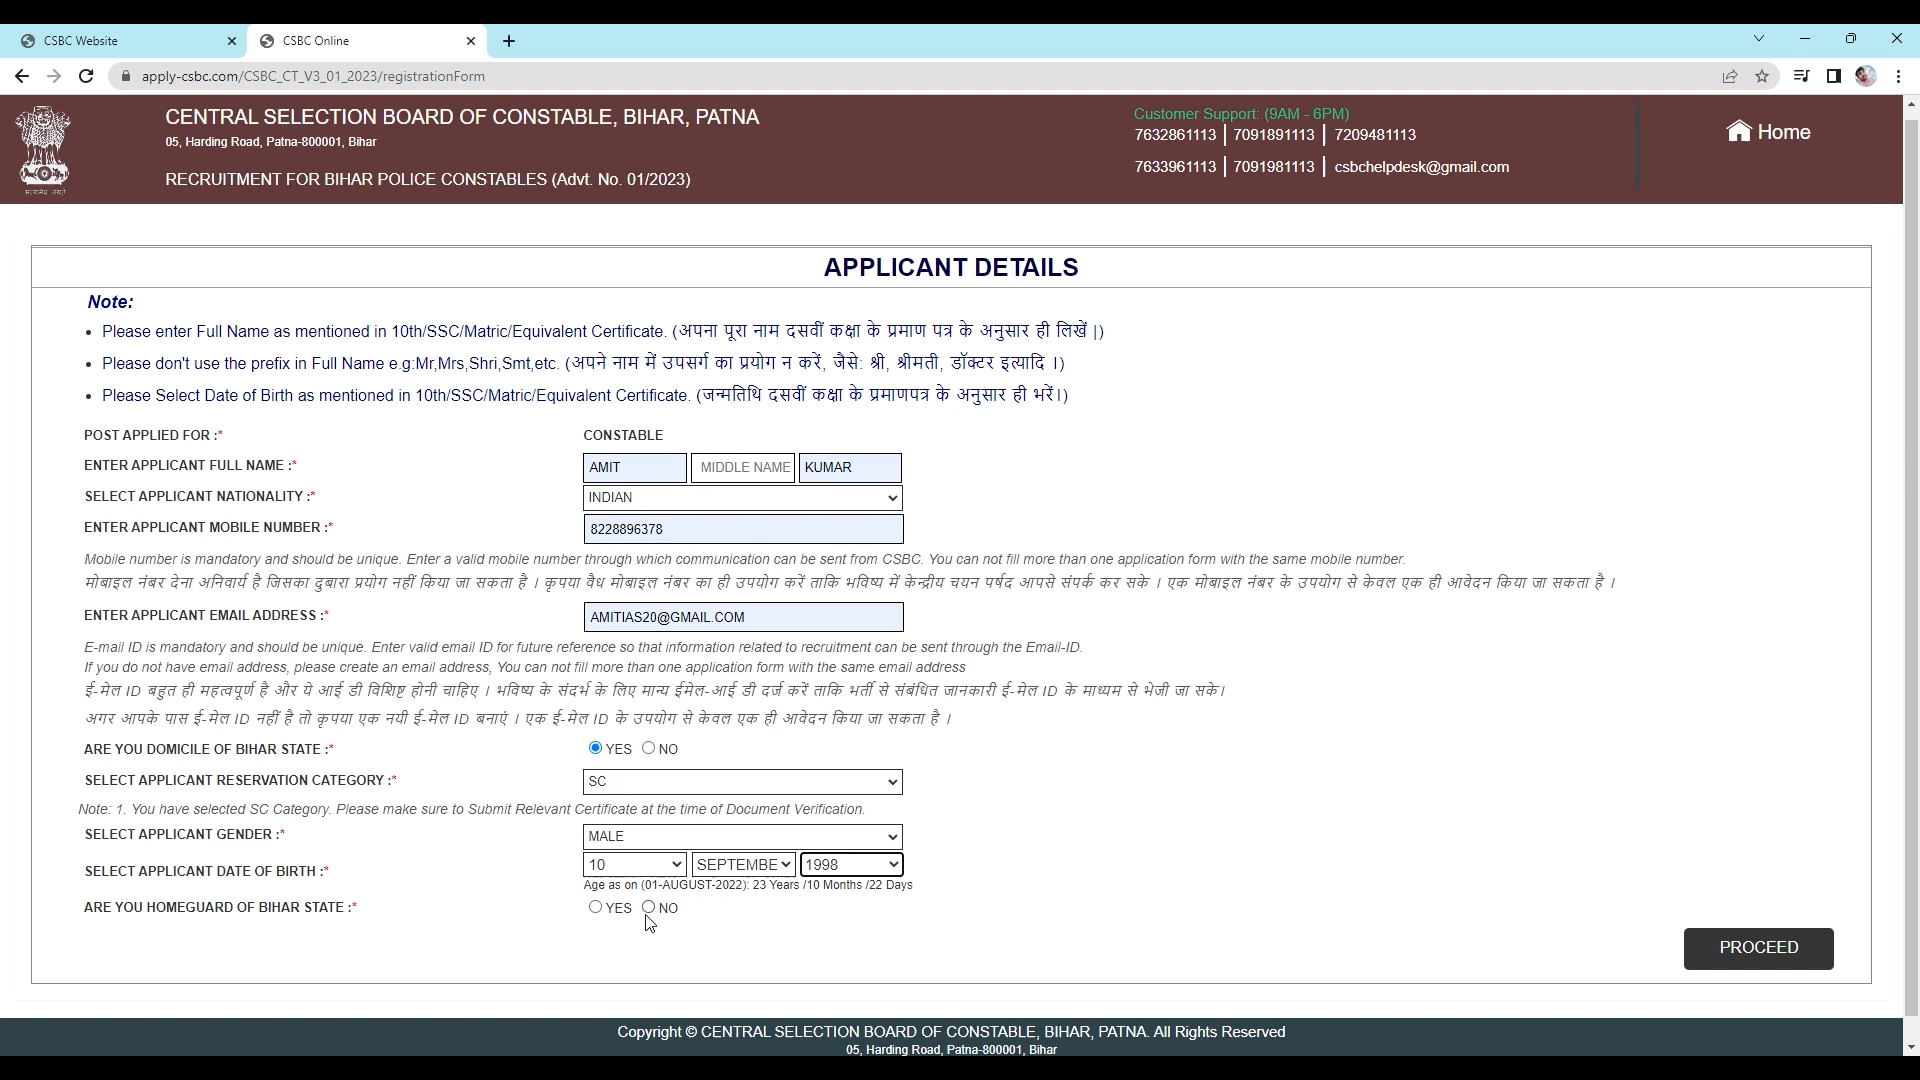 CSBC Website
CSBC Online
apply-csbc.com/CSBC_CT_V3_01_2023/registrationForm
CENTRAL SELECTION BOARD OF CONSTABLE, BIHAR, PATNA
05, Harding Road, Patna-800001, Bihar
RECRUITMENT FOR BIHAR POLICE CONSTABLES (Advt. No. 01/2023)
सत्यमेव जयते
Customer Support: (9AM - 6PM)
7632861113 | 7091891113 | 7209481113
7633961113 | 7091981113 | csbchelpdesk@gmail.com
Home
APPLICANT DETAILS
Note:
• Please enter Full Name as mentioned in 10th/SSC/Matric/Equivalent Certificate. (अपना पूरा नाम दसवीं कक्षा के प्रमाण पत्र के अनुसार ही लिखें |)
• Please don't use the prefix in Full Name e.g:Mr,Mrs,Shri,Smt,etc. (अपने नाम में उपसर्ग का प्रयोग न करें, जैसे: श्री, श्रीमती, डॉक्टर इत्यादि ।)
• Please Select Date of Birth as mentioned in 10th/SSC/Matric/Equivalent Certificate. (जन्मतिथि दसवीं कक्षा के प्रमाणपत्र के अनुसार ही भरें।)
POST APPLIED FOR :* CONSTABLE
ENTER APPLICANT FULL NAME :* AMIT MIDDLE NAME KUMAR
SELECT APPLICANT NATIONALITY :* INDIAN
ENTER APPLICANT MOBILE NUMBER :* 8228896378
Mobile number is mandatory and should be unique. Enter a valid mobile number through which communication can be sent from CSBC. You can not fill more than one application form with the same mobile number.
मोबाइल नंबर देना अनिवार्य है जिसका दुबारा प्रयोग नहीं किया जा सकता है । कृपया वैध मोबाइल नंबर का ही उपयोग करें ताकि भविष्य में केन्द्रीय चयन पर्षद आपसे संपर्क कर सके । एक मोबाइल नंबर के उपयोग से केवल एक ही आवेदन किया जा सकता है ।
ENTER APPLICANT EMAIL ADDRESS :* AMITIAS20@GMAIL.COM
E-mail ID is mandatory and should be unique. Enter valid email ID for future reference so that information related to recruitment can be sent through the Email-ID.
If you do not have email address, please create an email address, You can not fill more than one application form with the same email address
ई-मेल ID बहुत ही महत्वपूर्ण है और ये आई डी विशिष्ट होनी चाहिए । भविष्य के संदर्भ के लिए मान्य ईमेल-आई डी दर्ज करें ताकि भर्ती से संबंधित जानकारी ई-मेल ID के माध्यम से भेजी जा सके।
अगर आपके पास ई-मेल ID नहीं है तो कृपया एक नयी ई-मेल ID बनाएं । एक ई-मेल ID के उपयोग से केवल एक ही आवेदन किया जा सकता है ।
ARE YOU DOMICILE OF BIHAR STATE :* YES NO
SELECT APPLICANT RESERVATION CATEGORY :* SC
Note: 1. You have selected SC Category. Please make sure to Submit Relevant Certificate at the time of Document Verification.
SELECT APPLICANT GENDER :* MALE
SELECT APPLICANT DATE OF BIRTH :* 10 SEPTEMBE 1998
Age as on (01-AUGUST-2022): 23 Years /10 Months /22 Days
ARE YOU HOMEGUARD OF BIHAR STATE :* YES NO
PROCEED
Copyright © CENTRAL SELECTION BOARD OF CONSTABLE, BIHAR, PATNA. All Rights Reserved
05, Harding Road, Patna-800001, Bihar